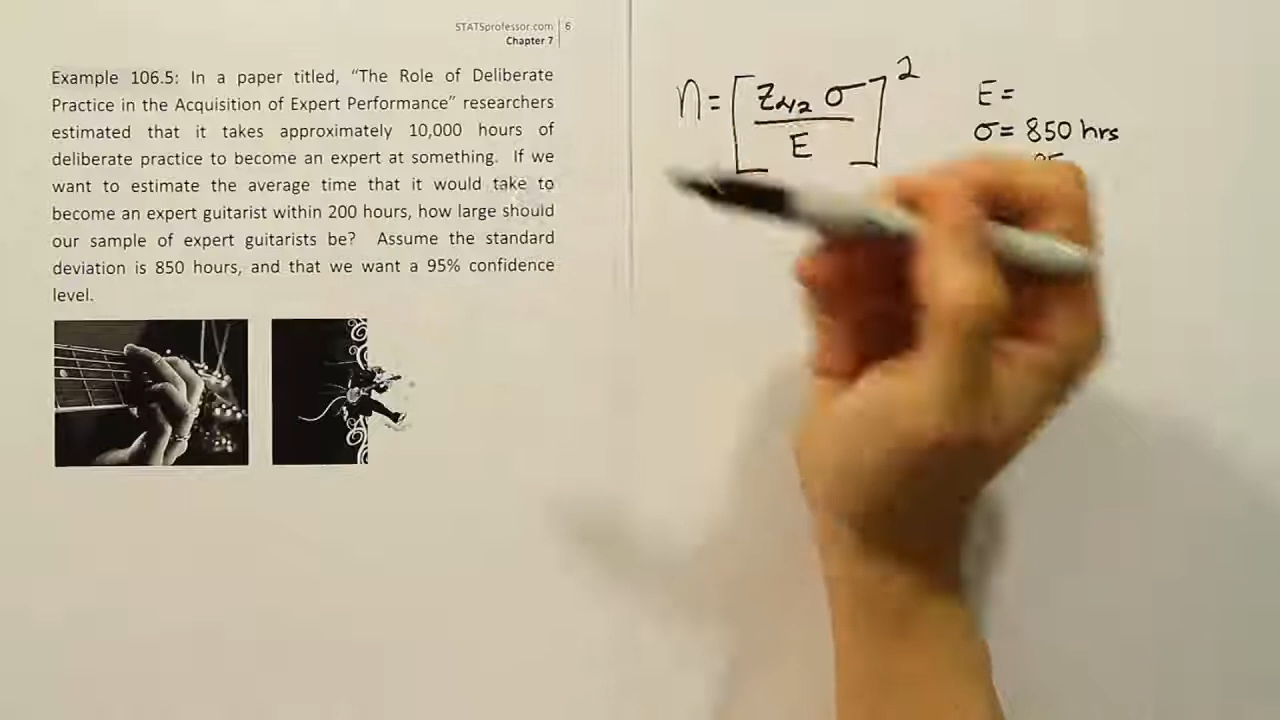 STATSprofessor.com | 6
Chapter 7
Example 106.5: In a paper titled, “The Role of Deliberate
Practice in the Acquisition of Expert Performance” researchers
estimated that it takes approximately 10,000 hours of
deliberate practice to become an expert at something. If we
want to estimate the average time that it would take to
become an expert guitarist within 200 hours, how large should
our sample of expert guitarists be? Assume the standard
deviation is 850 hours, and that we want a 95% confidence
level.
n = [Zα/2 σ / E]²
E =
σ = 850 hrs